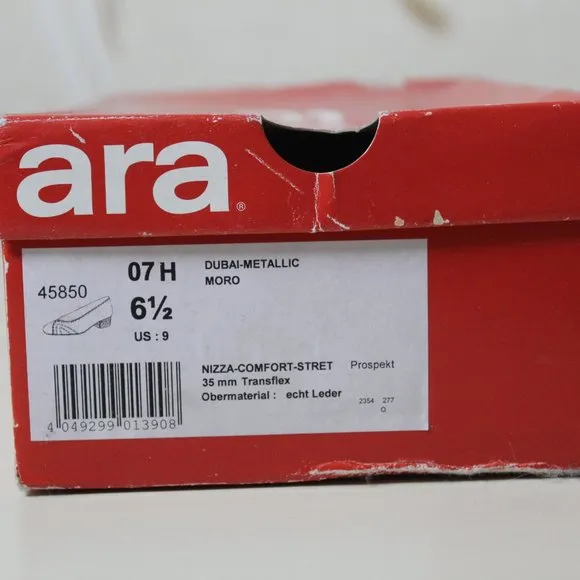 ara®
07 H
DUBAI-METALLIC
MORO
45850
6½
US : 9
NIZZA-COMFORT-STRET Prospekt
35 mm Transflex
Obermaterial : echt Leder
2354 277
Q
4 049299 013908